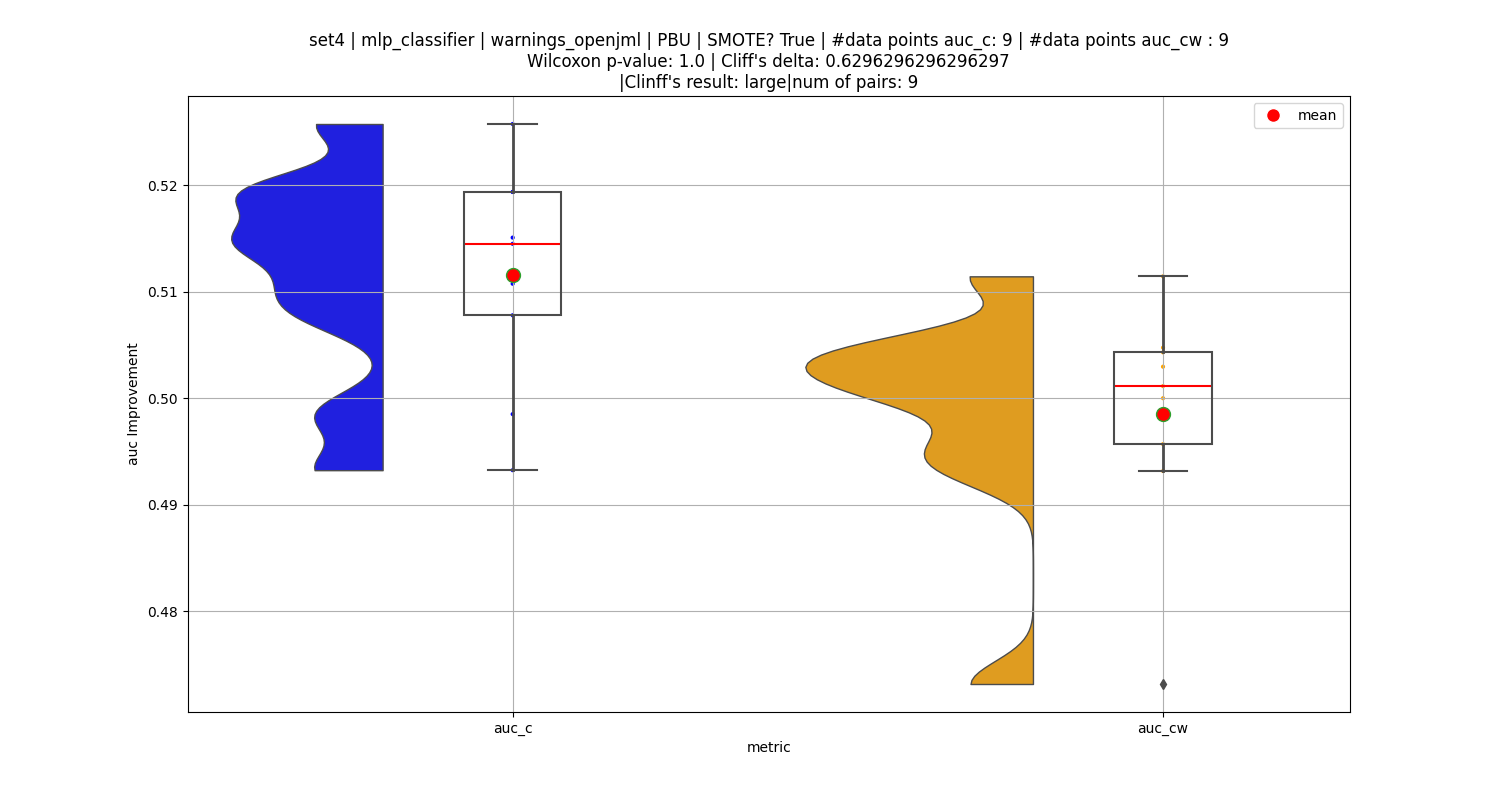 set4 | mlp_classifier | warnings_openjml | PBU | SMOTE? True | #data points auc_c: 9 | #data points auc_cw : 9
Wilcoxon p-value: 1.0 | Cliff's delta: 0.6296296296296297
|Clinff's result: large|num of pairs: 9
mean
0.52
0.51
0.50
0.49
0.48
auc Improvement
auc_c
auc_cw
metric